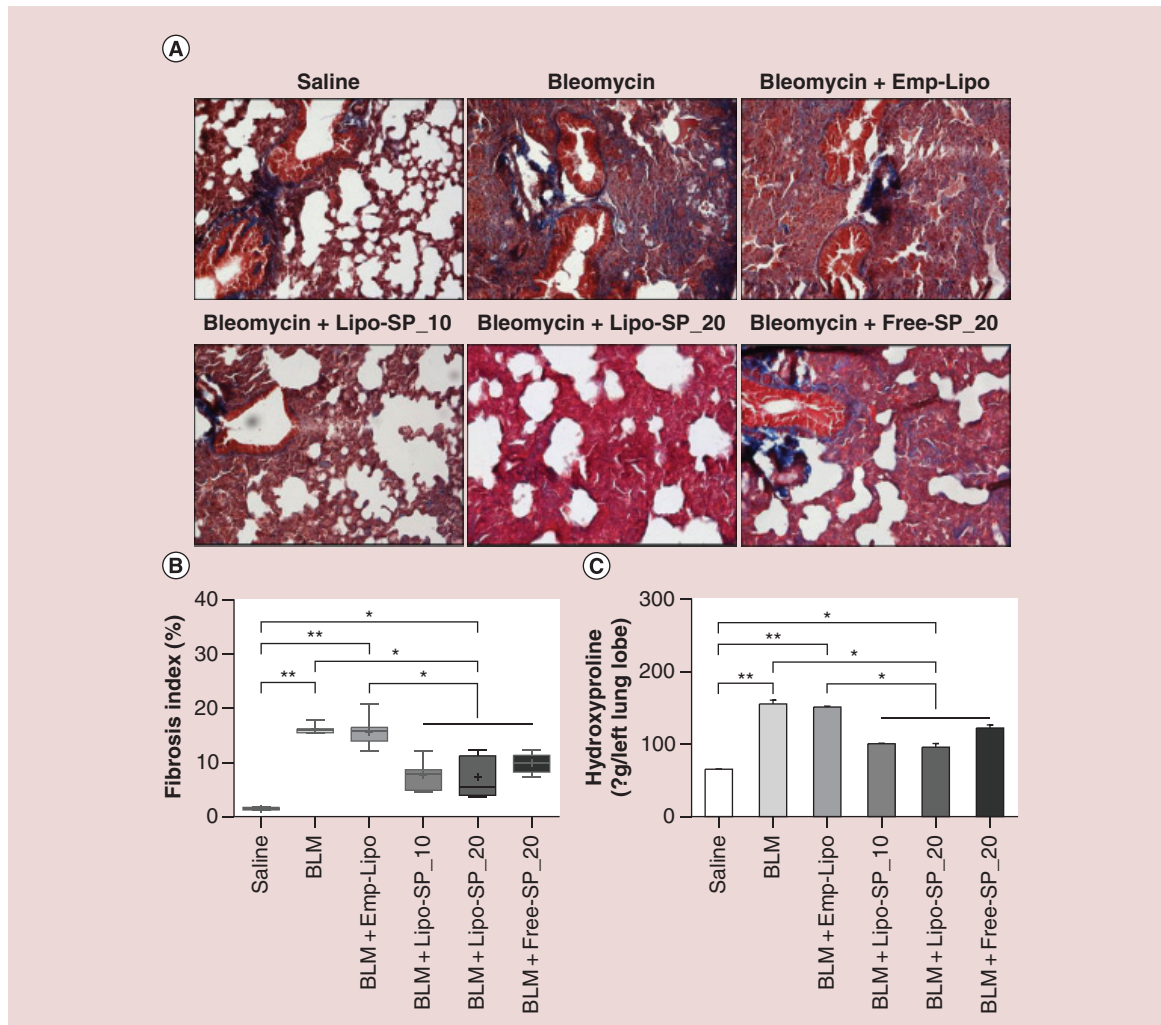 A
Saline
Bleomycin
Bleomycin + Emp-Lipo
Bleomycin + Lipo-SP_10
Bleomycin + Lipo-SP_20
Bleomycin + Free-SP_20
B
Fibrosis index (%)
40
30
20
10
0
*
**
*
**
*
Saline
BLM
BLM + Emp-Lipo
BLM + Lipo-SP_10
BLM + Lipo-SP_20
BLM + Free-SP_20
C
Hydroxyproline
(?g/left lung lobe)
300
200
100
0
*
**
*
**
*
Saline
BLM
BLM + Emp-Lipo
BLM + Lipo-SP_10
BLM + Lipo-SP_20
BLM + Free-SP_20